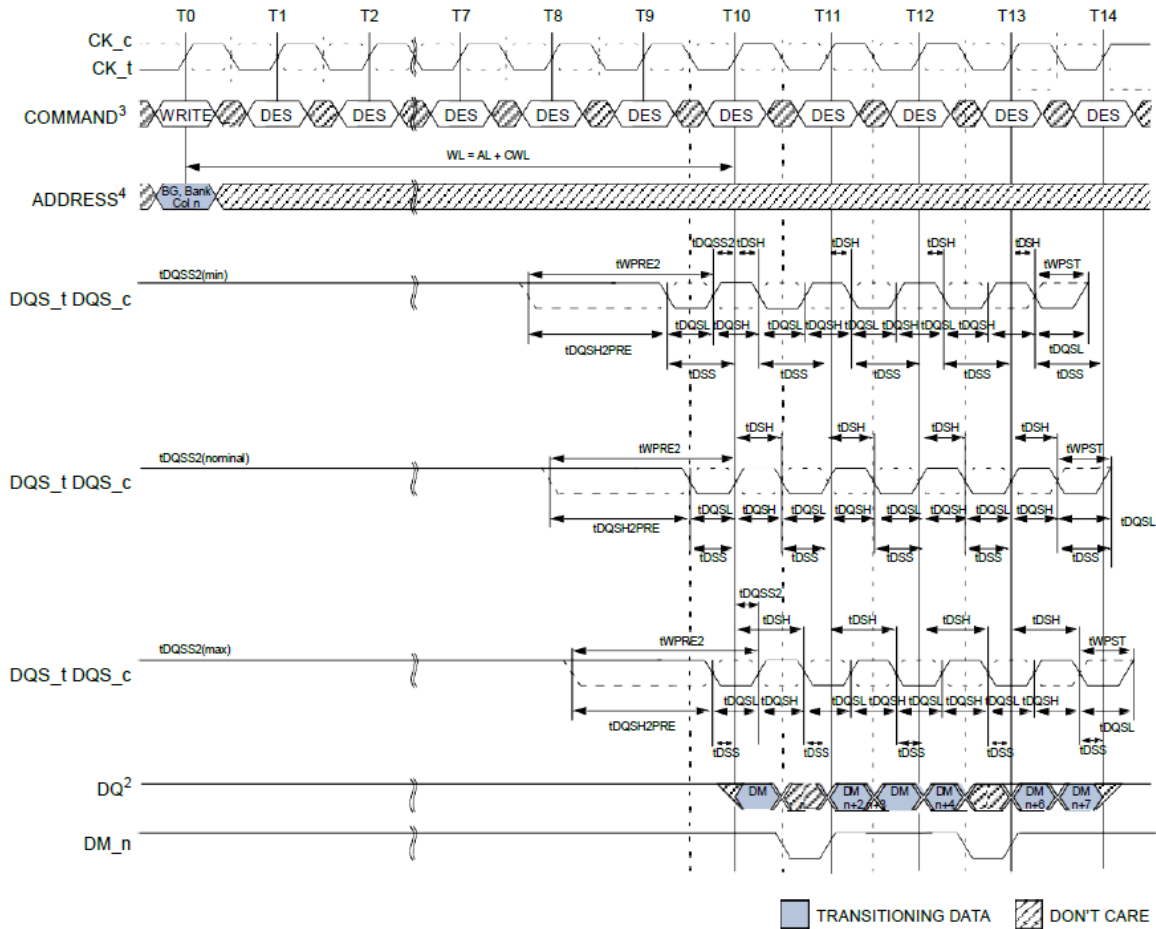 T0 T1 T2 T7 T8 T9 T10 T11 T12 T13 T14
CK_c
CK_t
COMMAND3 WRITE DES DES DES DES DES DES DES DES DES DES
WL = AL + CWL
ADDRESS4 BG, Bank
Col n
tDQSS2 tDSH tDSH tDSH tDSH
tDQSS2(min) tWPRE2 tWPST
DQS_t DQS_c
tDQSL tDQSH tDQSL tDQSH tDQSL tDQSH tDQSL tDQSH
tDQSH2PRE tDQSL
tDSS tDSS tDSS tDSS tDSS
tDSH tDSH tDSH tDSH
tDQSS2(nominal) tWPRE2 tWPST
DQS_t DQS_c
tDQSL tDQSH tDQSL tDQSH tDQSL tDQSH tDQSL tDQSH
tDQSH2PRE tDQSL
tDSS tDSS tDSS tDSS tDSS
tDQSS2
tDSH tDSH tDSH tDSH
tDQSS2(max) tWPRE2 tWPST
DQS_t DQS_c
tDQSL tDQSH tDQSL tDQSH tDQSL tDQSH tDQSL tDQSH
tDQSH2PRE tDQSL
tDSS tDSS tDSS tDSS tDSS
DQ2 DM DM DM DM DM DM
n+2 n+3 n+4 n+6 n+7
DM_n
TRANSITIONING DATA DON'T CARE